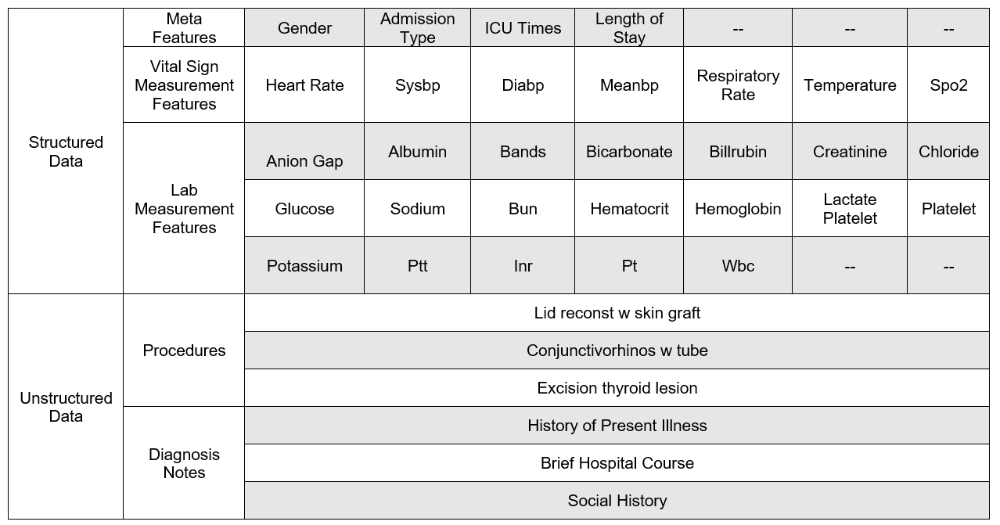 Structured Data
Meta Features
Gender
Admission Type
ICU Times
Length of Stay
--
--
--
Vital Sign Measurement Features
Heart Rate
Sysbp
Diabp
Meanbp
Respiratory Rate
Temperature
Spo2
Lab Measurement Features
Anion Gap
Albumin
Bands
Bicarbonate
Billrubin
Creatinine
Chloride
Glucose
Sodium
Bun
Hematocrit
Hemoglobin
Lactate Platelet
Platelet
Potassium
Ptt
Inr
Pt
Wbc
--
--
Unstructured Data
Procedures
Lid reconst w skin graft
Conjunctivorhinos w tube
Excision thyroid lesion
Diagnosis Notes
History of Present Illness
Brief Hospital Course
Social History